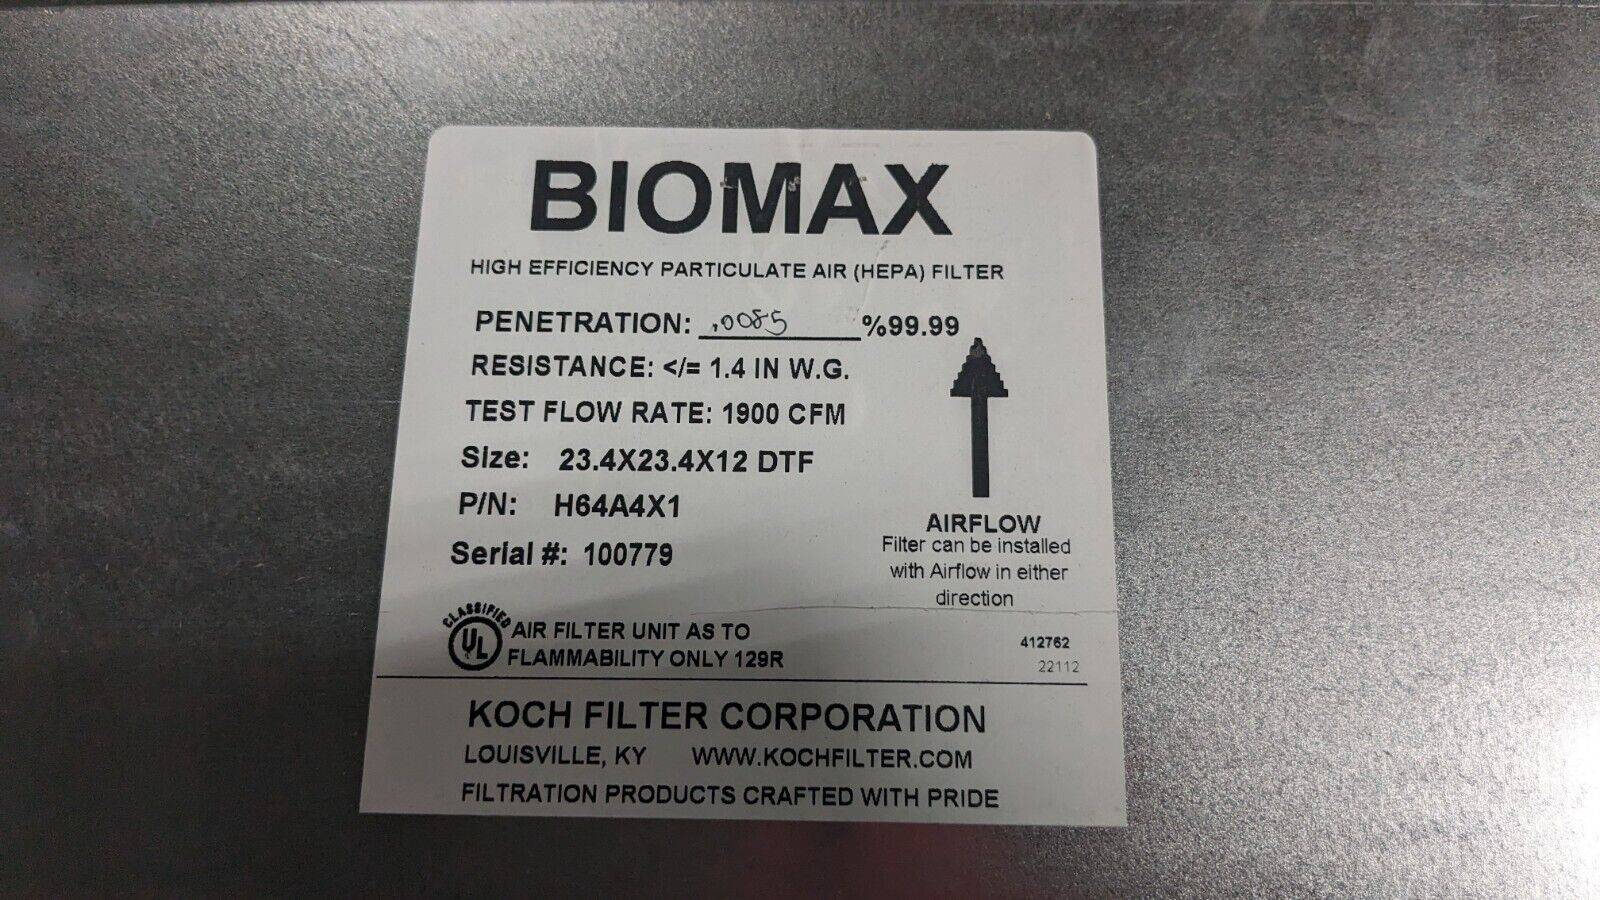 BIOMAX
HIGH EFFICIENCY PARTICULATE AIR (HEPA) FILTER
PENETRATION: .0085 %99.99
RESISTANCE: </= 1.4 IN W.G.
TEST FLOW RATE: 1900 CFM
Size: 23.4X23.4X12 DTF
P/N: H64A4X1
Serial #: 100779
AIRFLOW
Filter can be installed
with Airflow in either
direction
CLASSIFIED
UL
AIR FILTER UNIT AS TO
FLAMMABILITY ONLY 129R
412762
22112
KOCH FILTER CORPORATION
LOUISVILLE, KY WWW.KOCHFILTER.COM
FILTRATION PRODUCTS CRAFTED WITH PRIDE